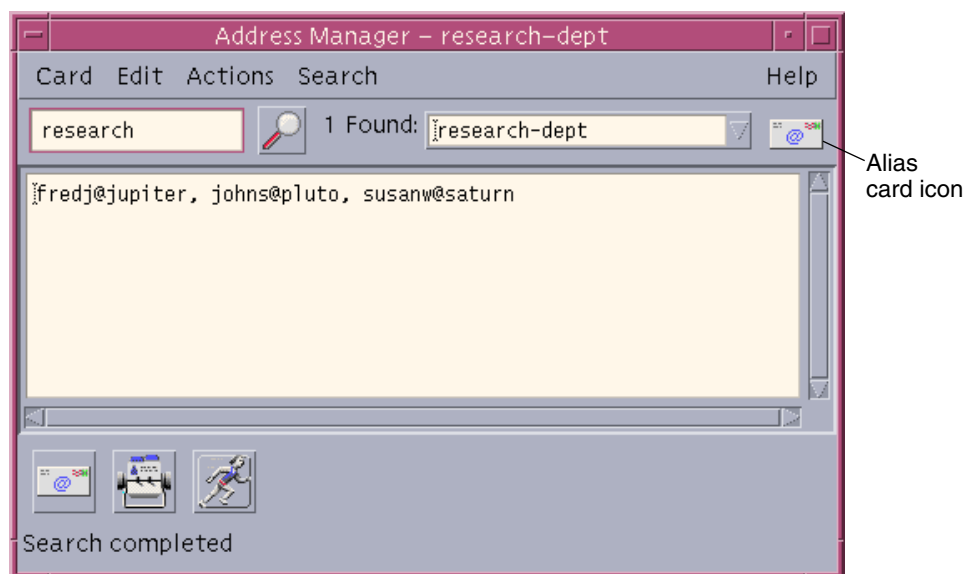 Address Manager – research–dept
Card Edit Actions Search Help
research
1 Found: research-dept
Alias
card icon
fredj@jupiter, johns@pluto, susanw@saturn
@
Search completed